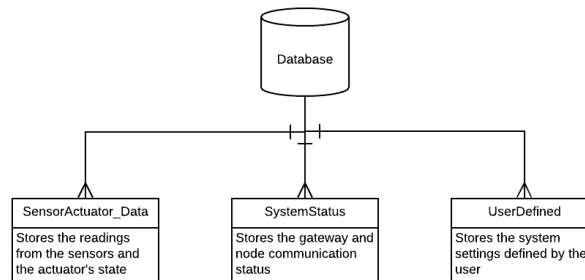 Database
SensorActuator_Data
Stores the readings
from the sensors and
the actuator's state
SystemStatus
Stores the gateway and
node communication
status
UserDefined
Stores the system
settings defined by the
user